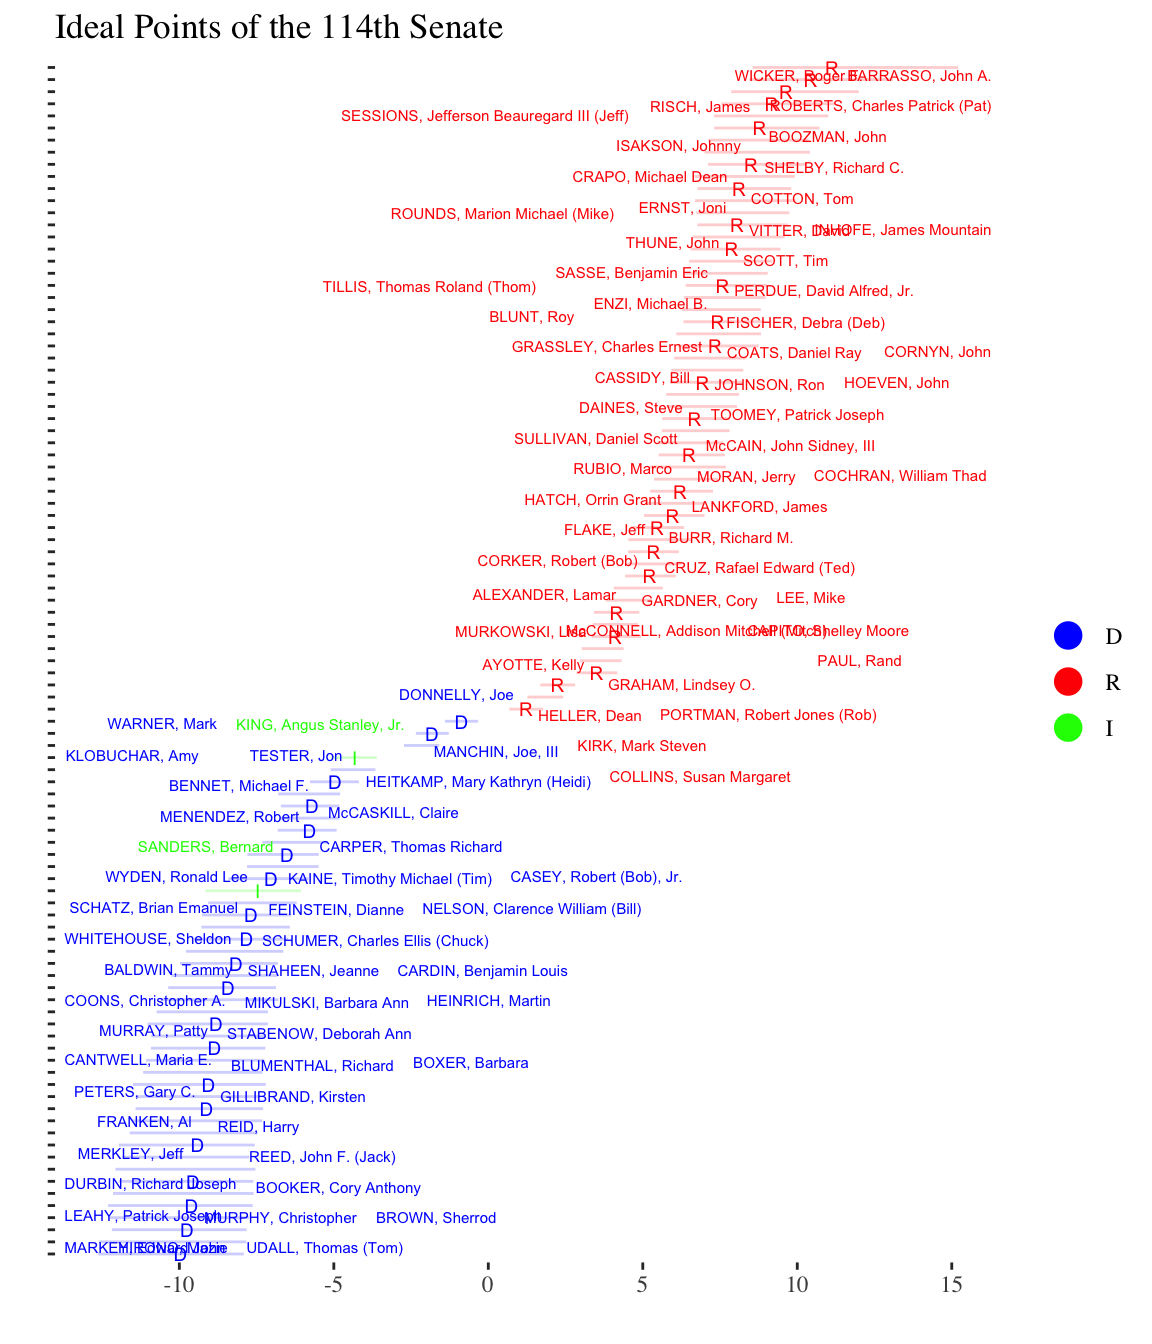 Ideal Points of the 114th Senate
R
WICKER, Roger F. BARRASSO, John A.
R
R
RISCH, James R ROBERTS, Charles Patrick (Pat)
SESSIONS, Jefferson Beauregard III (Jeff)
R BOOZMAN, John
ISAKSON, Johnny
R SHELBY, Richard C.
CRAPO, Michael Dean
R
COTTON, Tom
ERNST, Joni
ROUNDS, Marion Michael (Mike)
R VITTER, David INHOFE, James Mountain
THUNE, John R
SCOTT, Tim
SASSE, Benjamin Eric
TILLIS, Thomas Roland (Thom) R PERDUE, David Alfred, Jr.
ENZI, Michael B.
BLUNT, Roy R FISCHER, Debra (Deb)
GRASSLEY, Charles Ernest R COATS, Daniel Ray CORNYN, John
CASSIDY, Bill R JOHNSON, Ron HOEVEN, John
DAINES, Steve R TOOMEY, Patrick Joseph
SULLIVAN, Daniel Scott McCAIN, John Sidney, III
R
RUBIO, Marco MORAN, Jerry COCHRAN, William Thad
R
HATCH, Orrin Grant LANKFORD, James
R
FLAKE, Jeff R BURR, Richard M.
R
CORKER, Robert (Bob) CRUZ, Rafael Edward (Ted)
R
ALEXANDER, Lamar GARDNER, Cory LEE, Mike
R
MURKOWSKI, Lisa McCONNELL, Addison Mitchell (Mitch) CAPITO, Shelley Moore
R
AYOTTE, Kelly PAUL, Rand
R
R GRAHAM, Lindsey O.
DONNELLY, Joe
R HELLER, Dean PORTMAN, Robert Jones (Rob)
WARNER, Mark KING, Angus Stanley, Jr. D
D
MANCHIN, Joe, III KIRK, Mark Steven
KLOBUCHAR, Amy TESTER, Jon I
COLLINS, Susan Margaret
BENNET, Michael F. D HEITKAMP, Mary Kathryn (Heidi)
D
MENENDEZ, Robert McCASKILL, Claire
D
SANDERS, Bernard CARPER, Thomas Richard
D
WYDEN, Ronald Lee D KAINE, Timothy Michael (Tim) CASEY, Robert (Bob), Jr.
I
SCHATZ, Brian Emanuel D FEINSTEIN, Dianne NELSON, Clarence William (Bill)
WHITEHOUSE, Sheldon D SCHUMER, Charles Ellis (Chuck)
D
BALDWIN, Tammy SHAHEEN, Jeanne CARDIN, Benjamin Louis
D
COONS, Christopher A. MIKULSKI, Barbara Ann HEINRICH, Martin
D
MURRAY, Patty STABENOW, Deborah Ann
D
CANTWELL, Maria E. BLUMENTHAL, Richard BOXER, Barbara
D
PETERS, Gary C. GILLIBRAND, Kirsten
D
FRANKEN, Al REID, Harry
D
MERKLEY, Jeff REED, John F. (Jack)
D
DURBIN, Richard Joseph BOOKER, Cory Anthony
D
LEAHY, Patrick Joseph MURPHY, Christopher BROWN, Sherrod
D
MARKEY, Edward John HIRONO, Mazie UDALL, Thomas (Tom)
D
-10 -5 0 5 10 15
D
R
I